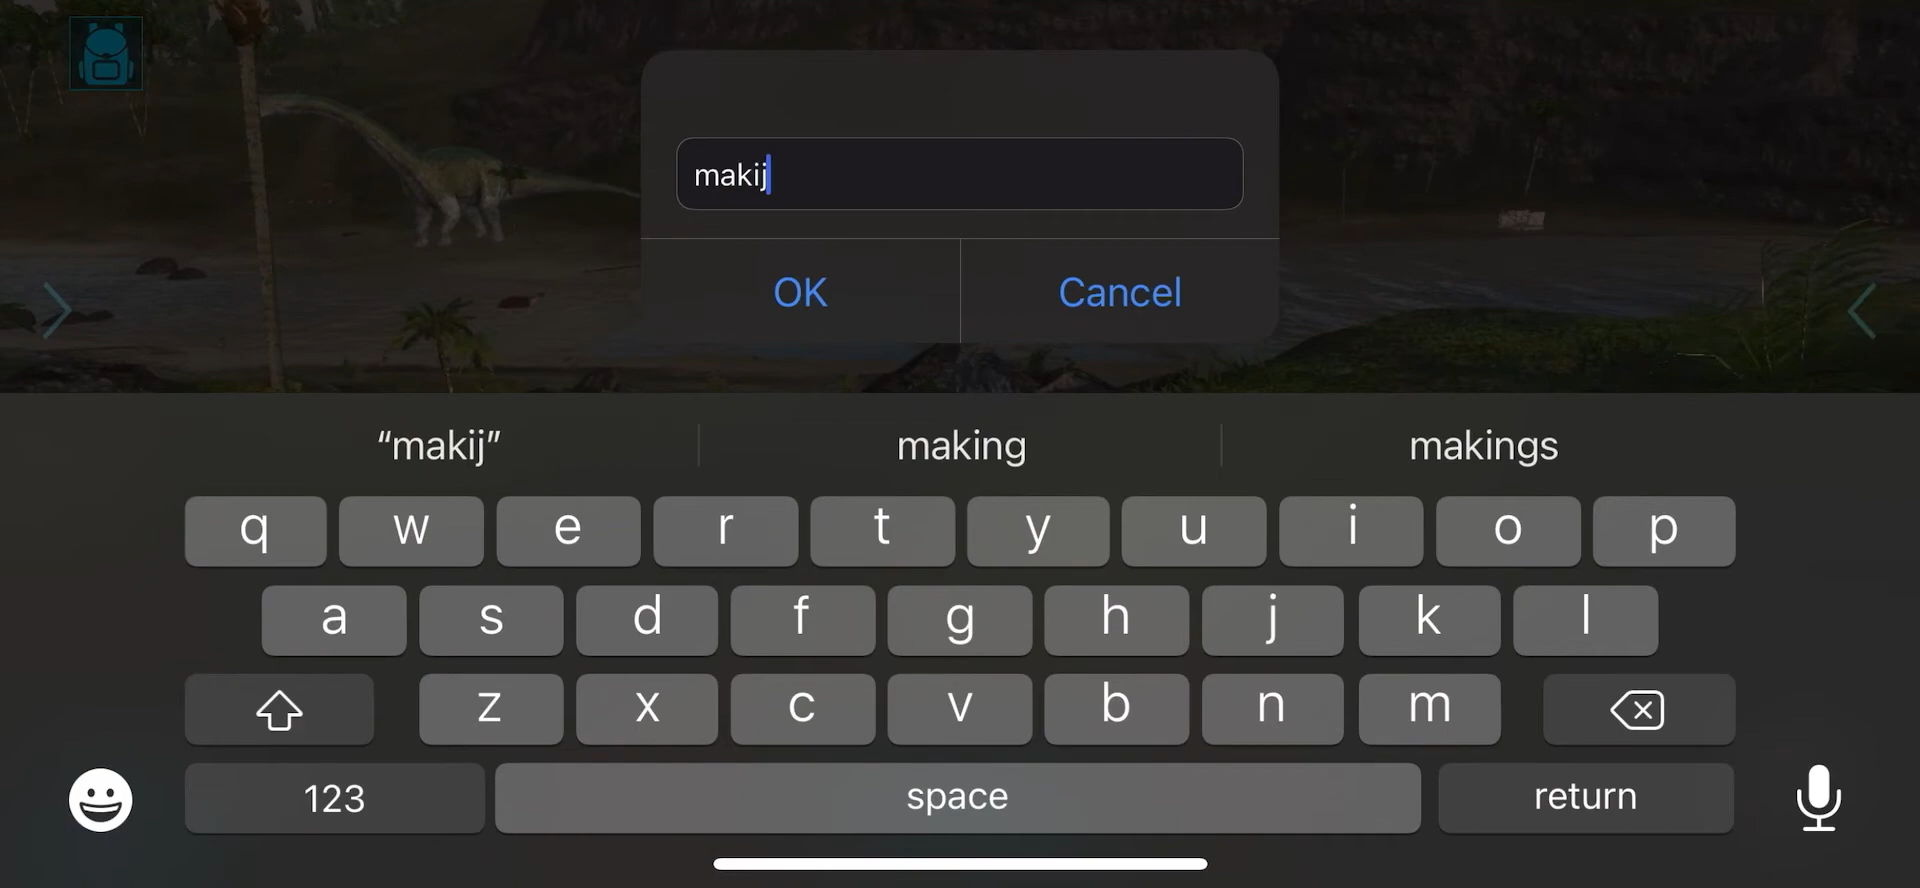 makij
OK Cancel
“makij” making makings
q w e r t y u i o p
a s d f g h j k l
z x c v b n m
123 space return